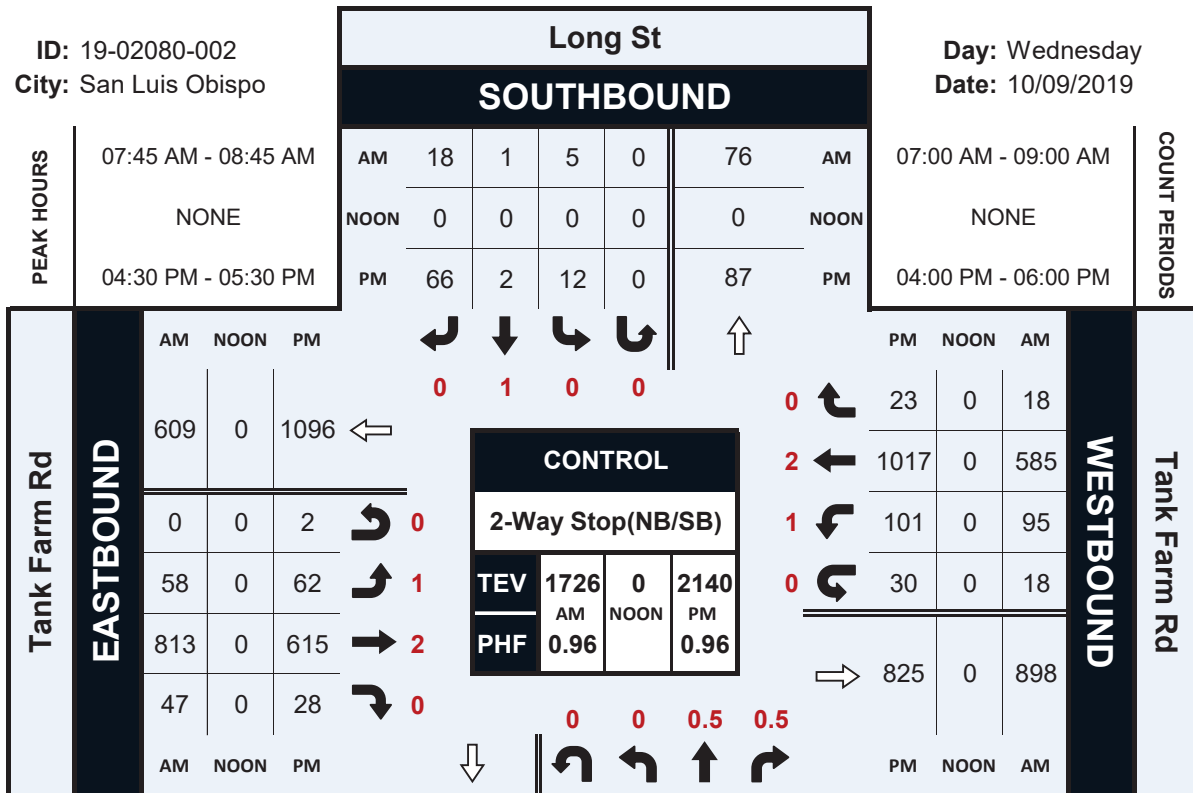 ID: 19-02080-002
City: San Luis Obispo
Long St
SOUTHBOUND
Day: Wednesday
Date: 10/09/2019
PEAK HOURS
07:45 AM - 08:45 AM
NONE
04:30 PM - 05:30 PM
AM 18 1 5 0 76 AM
NOON 0 0 0 0 0 NOON
PM 66 2 12 0 87 PM
07:00 AM - 09:00 AM
NONE
04:00 PM - 06:00 PM
COUNT PERIODS
0 1 0 0
Tank Farm Rd
EASTBOUND
AM NOON PM
609 0 1096
0 0 2 0
58 0 62 1
813 0 615 2
47 0 28 0
AM NOON PM
CONTROL
2-Way Stop(NB/SB)
TEV 1726 0 2140
AM NOON PM
PHF 0.96 0.96
PM NOON AM
0 23 0 18
2 1017 0 585
1 101 0 95
0 30 0 18
825 0 898
PM NOON AM
WESTBOUND
Tank Farm Rd
0 0 0.5 0.5